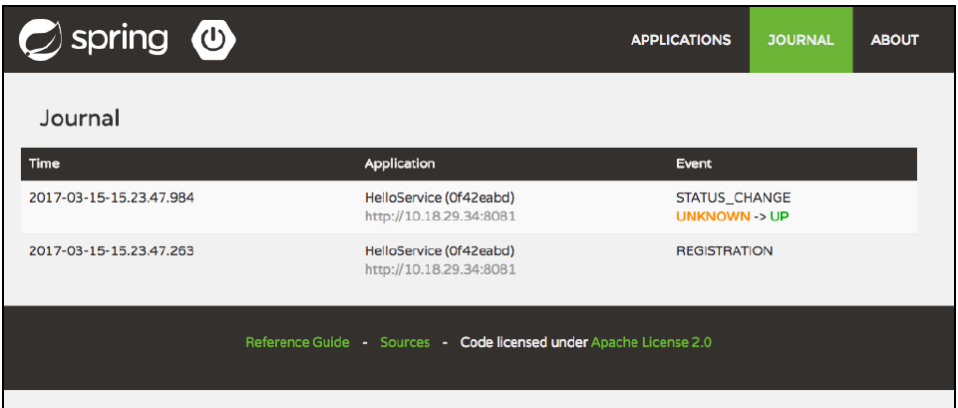 spring
APPLICATIONS JOURNAL ABOUT
Journal
Time Application Event
2017-03-15-15.23.47.984 HelloService (0f42eabd) STATUS_CHANGE
http://10.18.29.34:8081 UNKNOWN -> UP
2017-03-15-15.23.47.263 HelloService (0f42eabd) REGISTRATION
http://10.18.29.34:8081
Reference Guide - Sources - Code licensed under Apache License 2.0